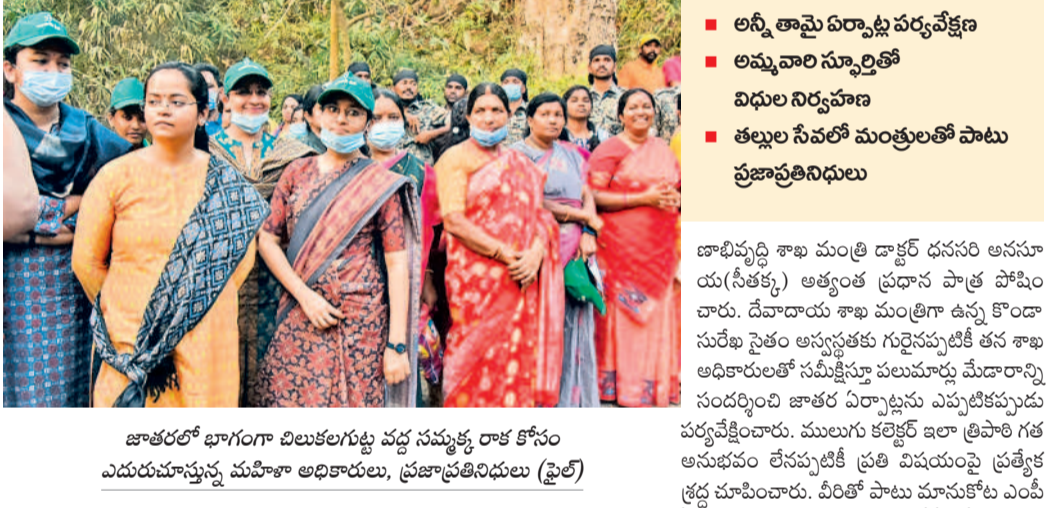 అన్నీ తామై ఏర్పాట్ల పర్యవేక్షణ
అమ్మవారి స్ఫూర్తితో
విధుల నిర్వహణ
తల్లుల సేవలో మంత్రులతో పాటు
ప్రజాప్రతినిధులు
ణాభివృద్ధి శాఖ మంత్రి డాక్టర్ ధనసరి అనసూ
య(సీతక్క) అత్యంత ప్రధాన పాత్ర పోషిం
చారు. దేవాదాయ శాఖ మంత్రిగా ఉన్న కొండా
సురేఖ సైతం అస్వస్థతకు గురైనప్పటికీ తన శాఖ
అధికారులతో సమీక్షిస్తూ పలుమార్లు మేడారాన్ని
సందర్శించి జాతర ఏర్పాట్లను ఎప్పటికప్పుడు
పర్యవేక్షించారు. ములుగు కలెక్టర్ ఇలా త్రిపాఠి గత
అనుభవం లేనప్పటికీ ప్రతి విషయంపై ప్రత్యేక
శ్రద్ధ చూపించారు. వీరితో పాటు మానుకోట ఎంపీ
జాతరలో భాగంగా చిలుకలగుట్ట వద్ద సమ్మక్క రాక కోసం
ఎదురుచూస్తున్న మహిళా అధికారులు, ప్రజాప్రతినిధులు (ఫైల్)